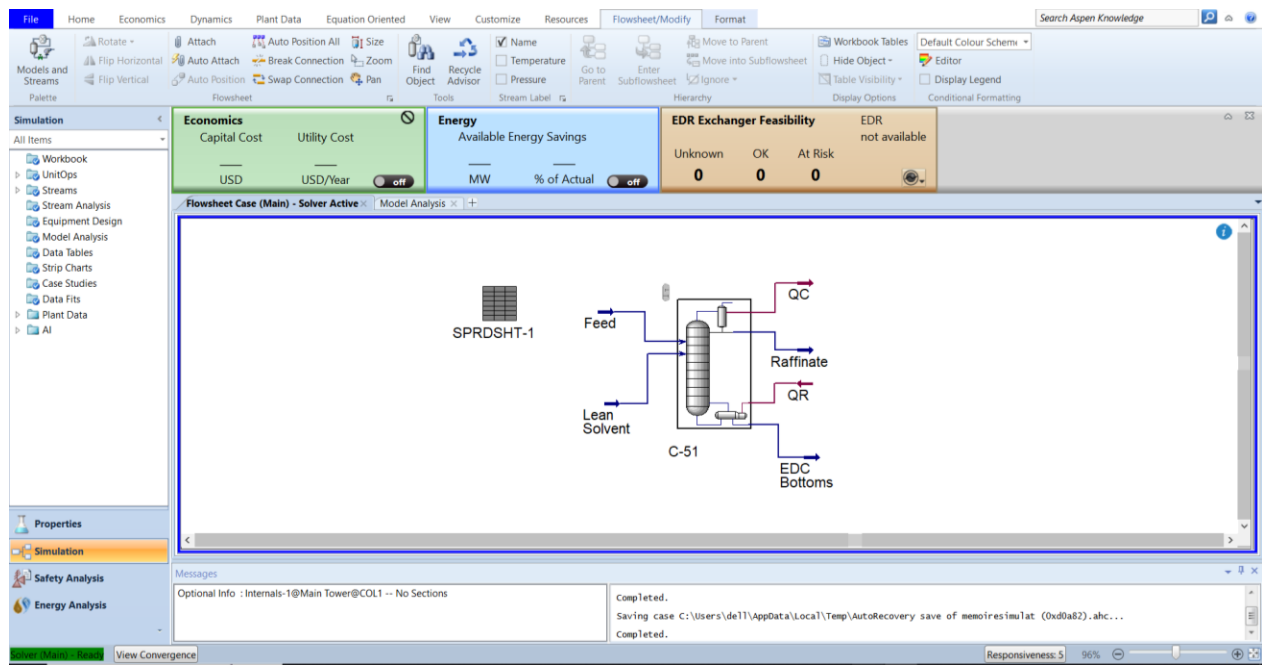 File Home Economics Dynamics Plant Data Equation Oriented View Customize Resources Flowsheet/Modify Format Search Aspen Knowledge
Models and Streams
Palette
Rotate
Flip Horizontal
Flip Vertical
Attach
Auto Attach
Auto Position
Auto Position All
Break Connection
Swap Connection
Size
Zoom
Pan
Flowsheet
Find Object
Recycle Advisor
Tools
Name
Temperature
Pressure
Stream Label
Go to Parent
Enter Subflowsheet
Move to Parent
Move into Subflowsheet
Ignore
Hierarchy
Workbook Tables
Hide Object
Table Visibility
Display Options
Default Colour Scheme
Editor
Display Legend
Conditional Formatting
Simulation
All Items
Workbook
UnitOps
Streams
Stream Analysis
Equipment Design
Model Analysis
Data Tables
Strip Charts
Case Studies
Data Fits
Plant Data
AI
Properties
Simulation
Safety Analysis
Energy Analysis
Economics
Capital Cost Utility Cost
USD USD/Year off
Energy
Available Energy Savings
MW % of Actual off
EDR Exchanger Feasibility EDR
not available
Unknown OK At Risk
0 0 0
Flowsheet Case (Main) - Solver Active Model Analysis +
SPRDSHT-1
Feed
Lean
Solvent
C-51
QC
Raffinate
QR
EDC
Bottoms
Messages
Optional Info : Internals-1@Main Tower@COL1 -- No Sections
Completed.
Saving case C:\Users\dell\AppData\Local\Temp\AutoRecovery save of memoiresimulat (0xd0a82).ahc...
Completed.
Solver (Main) - Ready View Convergence Responsiveness: 5 96%